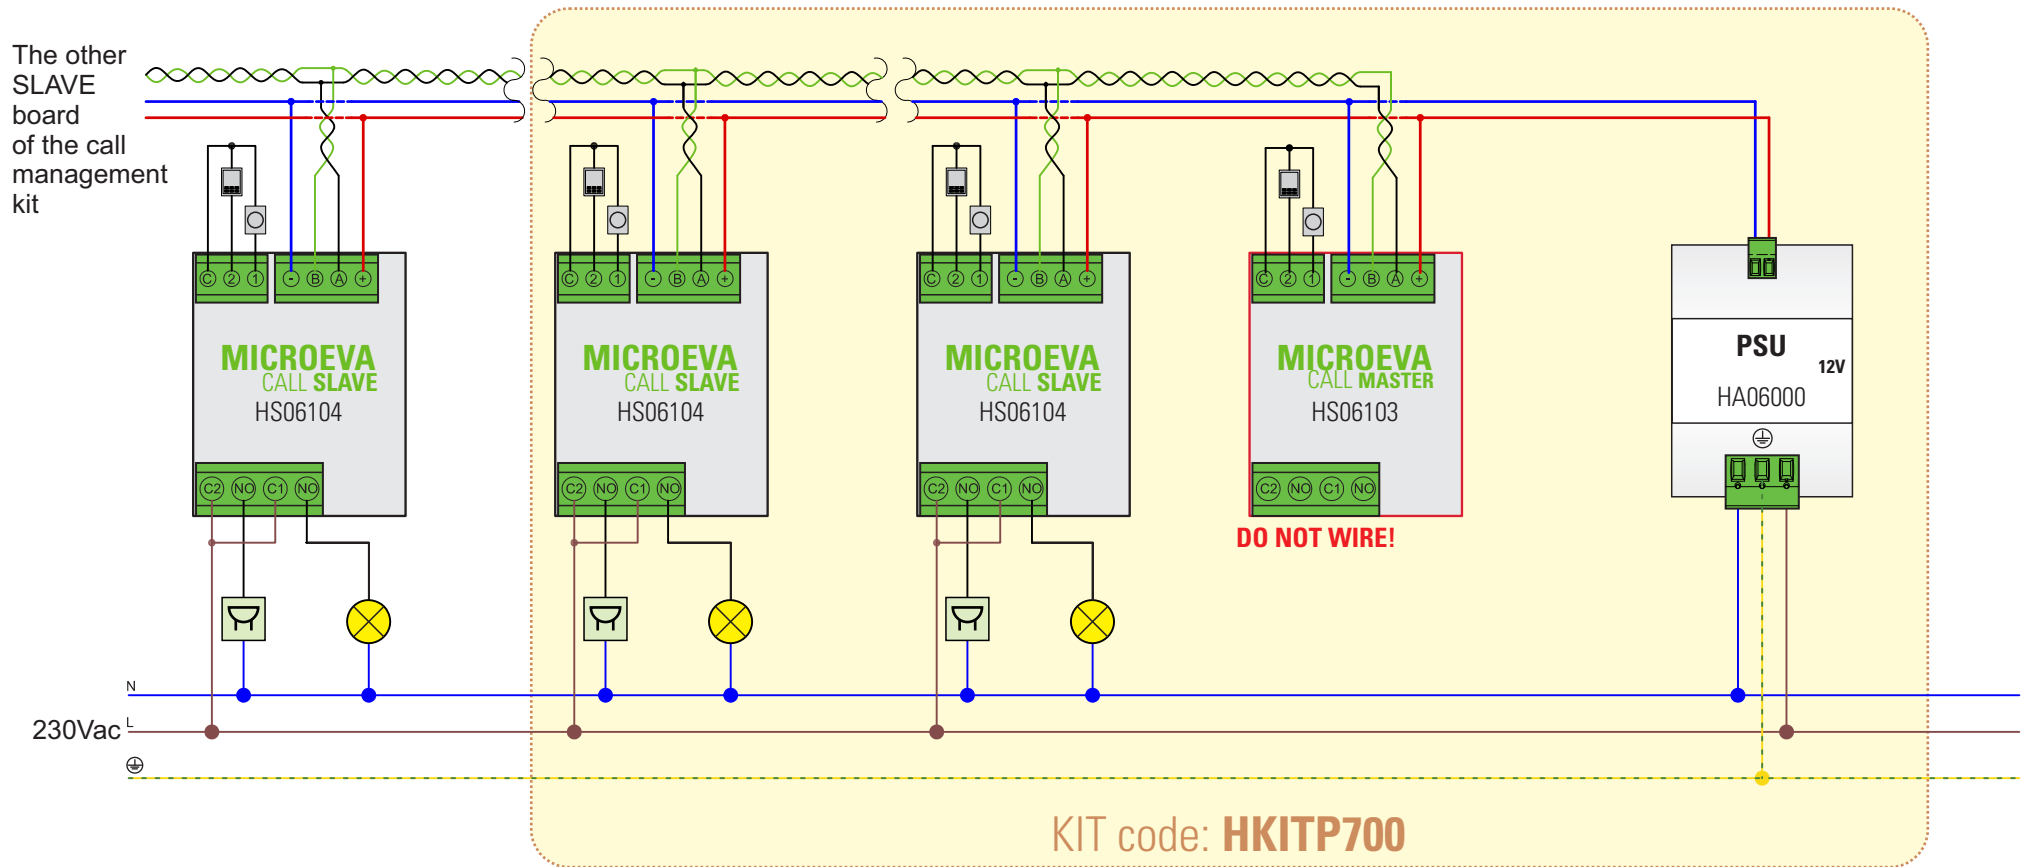 The other
SLAVE
board
of the call
management
kit
C 2 1 - B A +
MICROEVA
CALL SLAVE
HS06104
C2 NO C1 NO
C 2 1 - B A +
MICROEVA
CALL SLAVE
HS06104
C2 NO C1 NO
C 2 1 - B A +
MICROEVA
CALL SLAVE
HS06104
C2 NO C1 NO
C 2 1 - B A +
MICROEVA
CALL MASTER
HS06103
C2 NO C1 NO
DO NOT WIRE!
PSU
12V
HA06000
N
230Vac L
KIT code: HKITP700